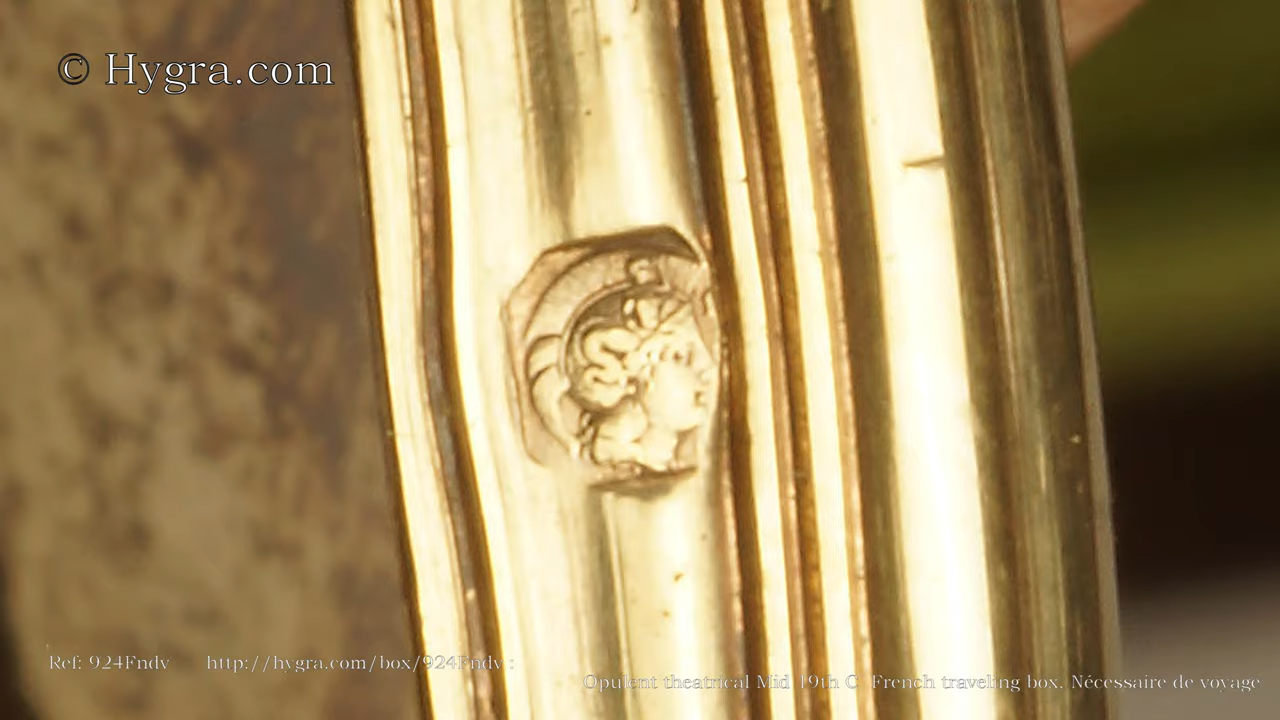 © Hygra.com
Ref: 924Fndv http://hygra.com/box/924Fndv :
Opulent theatrical Mid 19th C French traveling box. Nécessaire de voyage